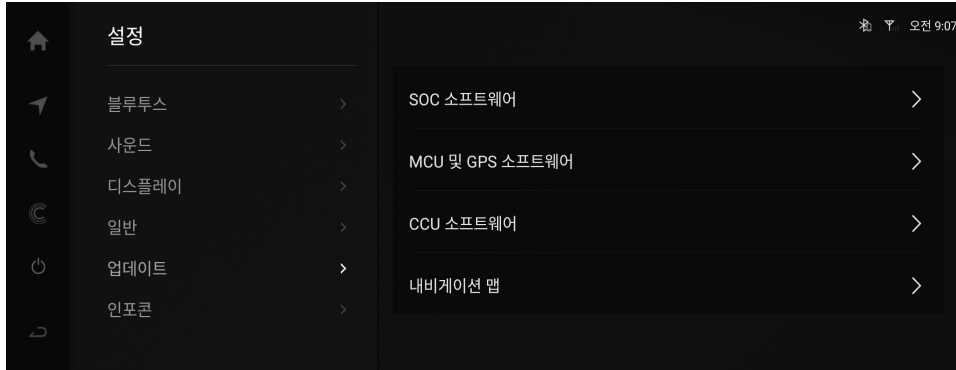 설정
오전 9:07
블루투스
사운드
디스플레이
일반
업데이트
인포콘
SOC 소프트웨어
MCU 및 GPS 소프트웨어
CCU 소프트웨어
내비게이션 맵